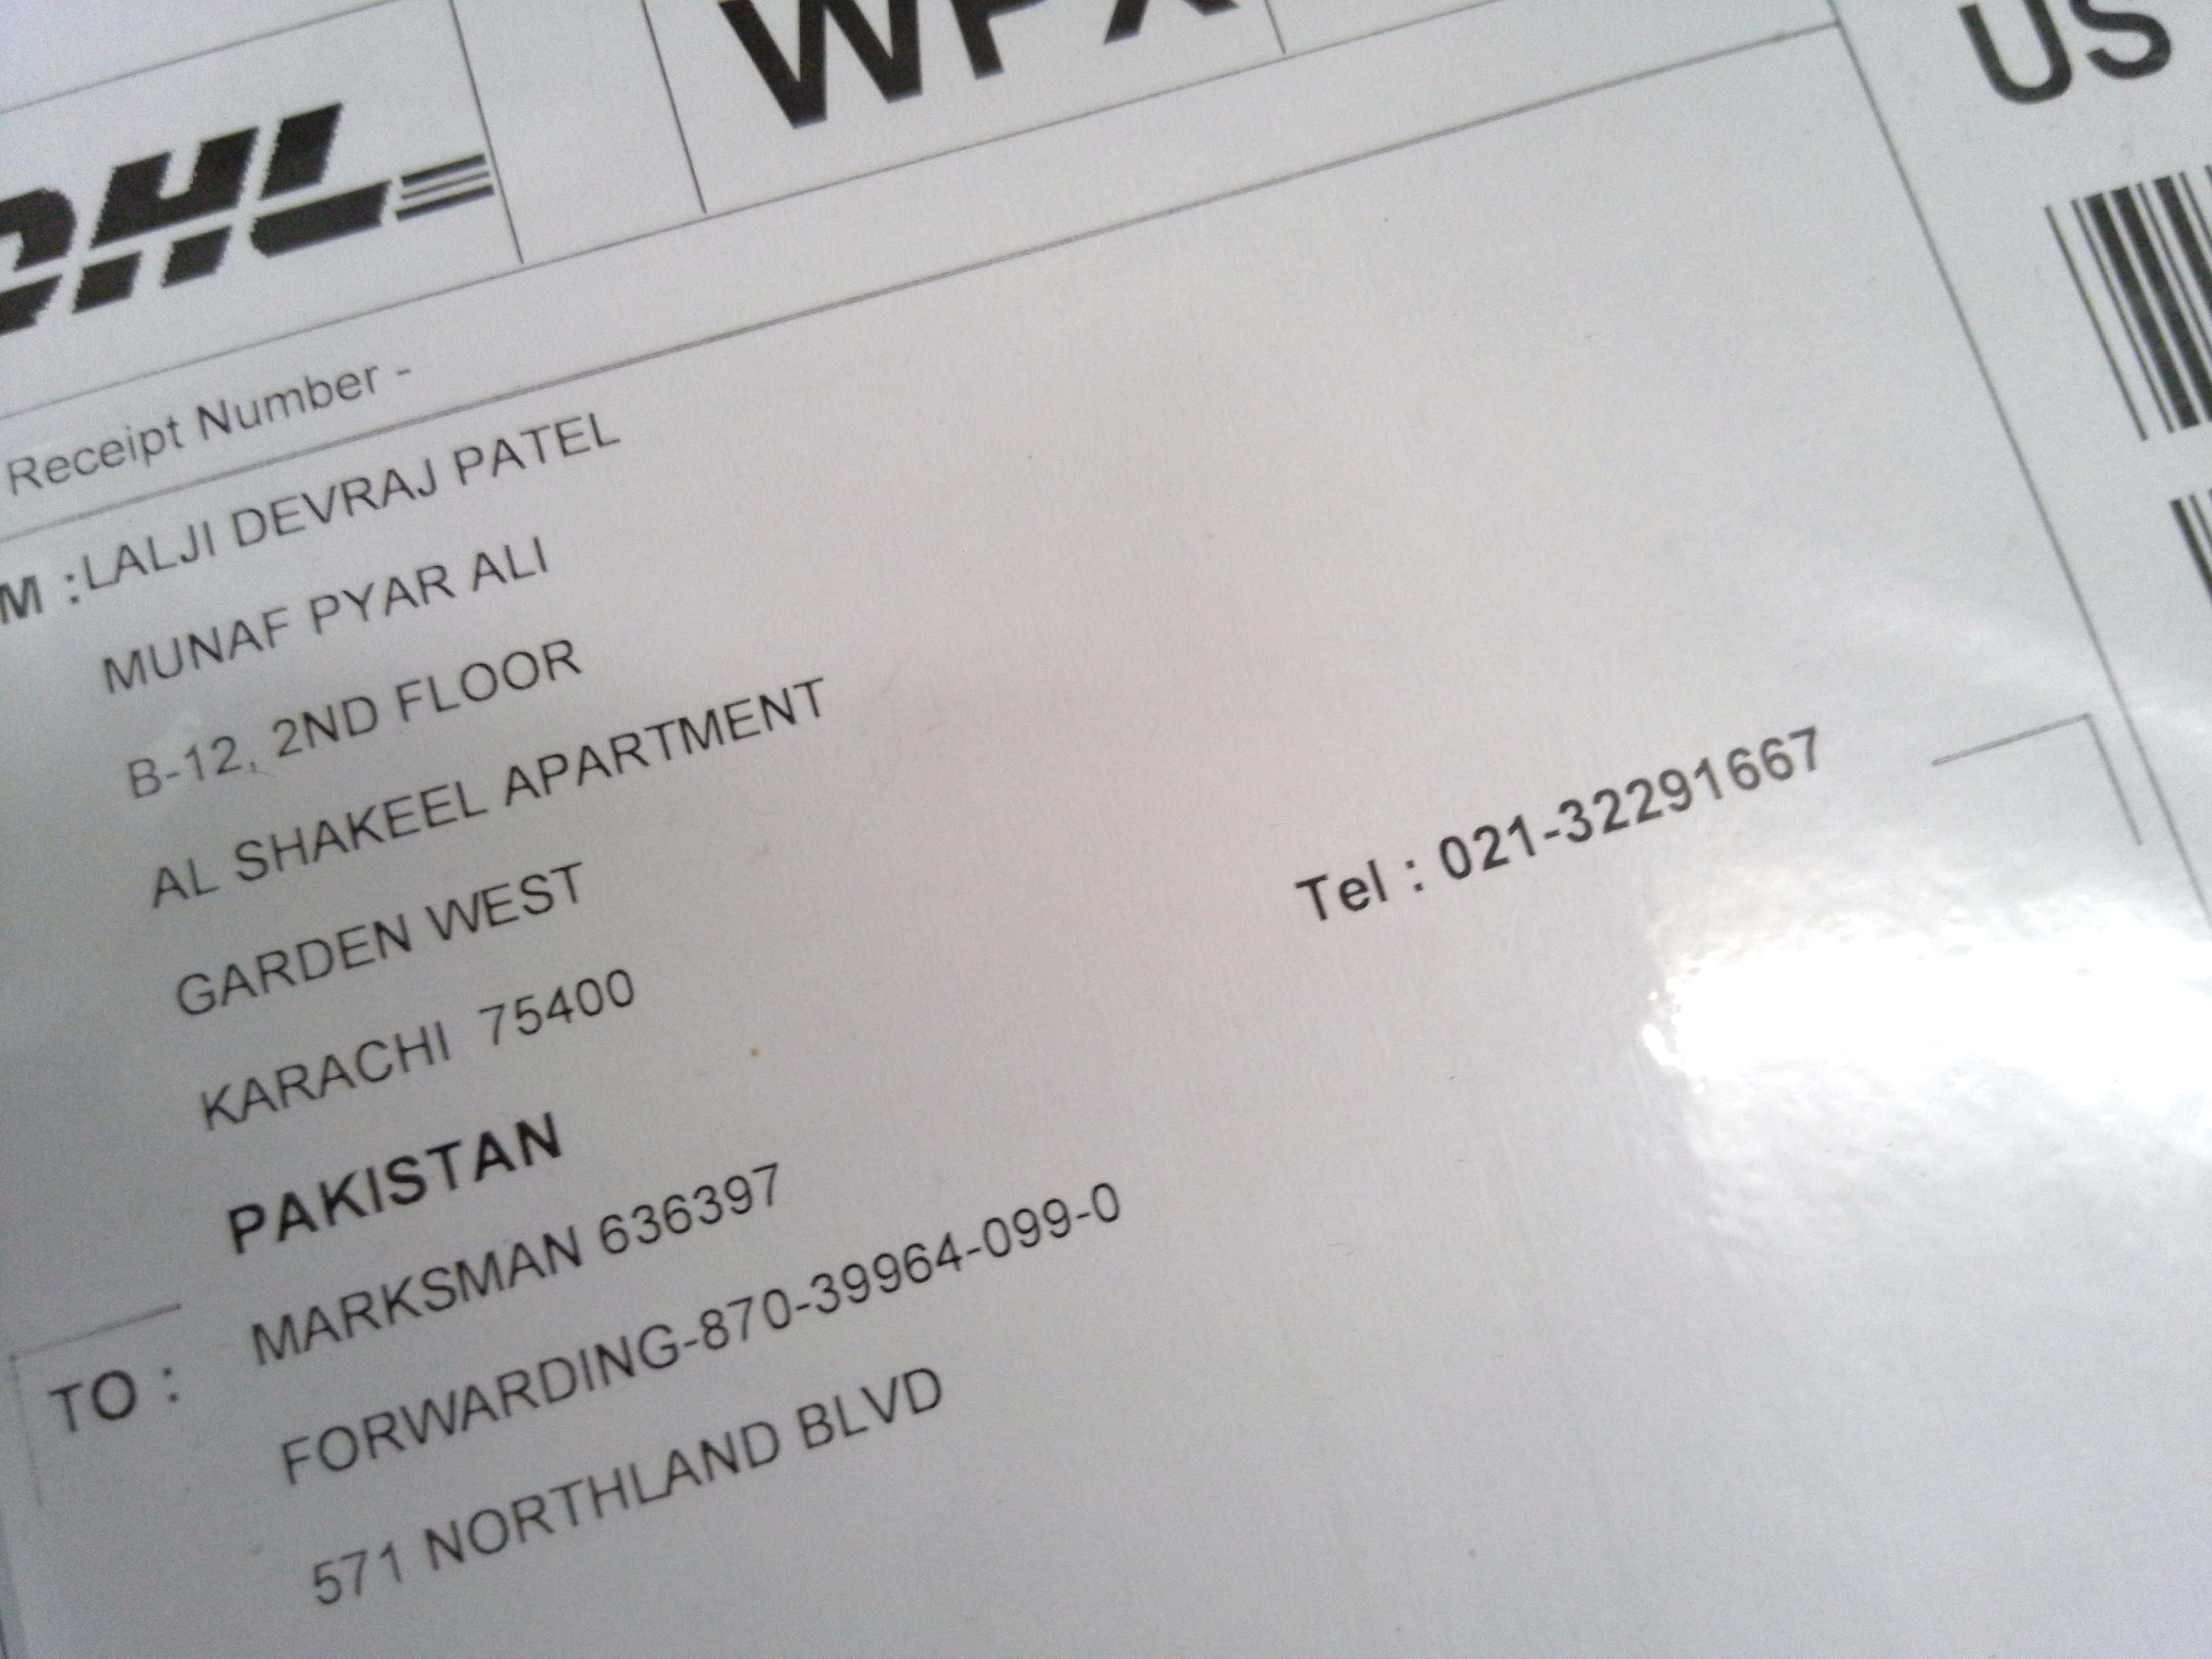 WPX
US
DHL
Receipt Number -
M :LALJI DEVRAJ PATEL
MUNAF PYAR ALI
B-12, 2ND FLOOR
AL SHAKEEL APARTMENT
GARDEN WEST
KARACHI 75400
Tel : 021-32291667
PAKISTAN
TO : MARKSMAN 636397
FORWARDING-870-39964-099-0
571 NORTHLAND BLVD